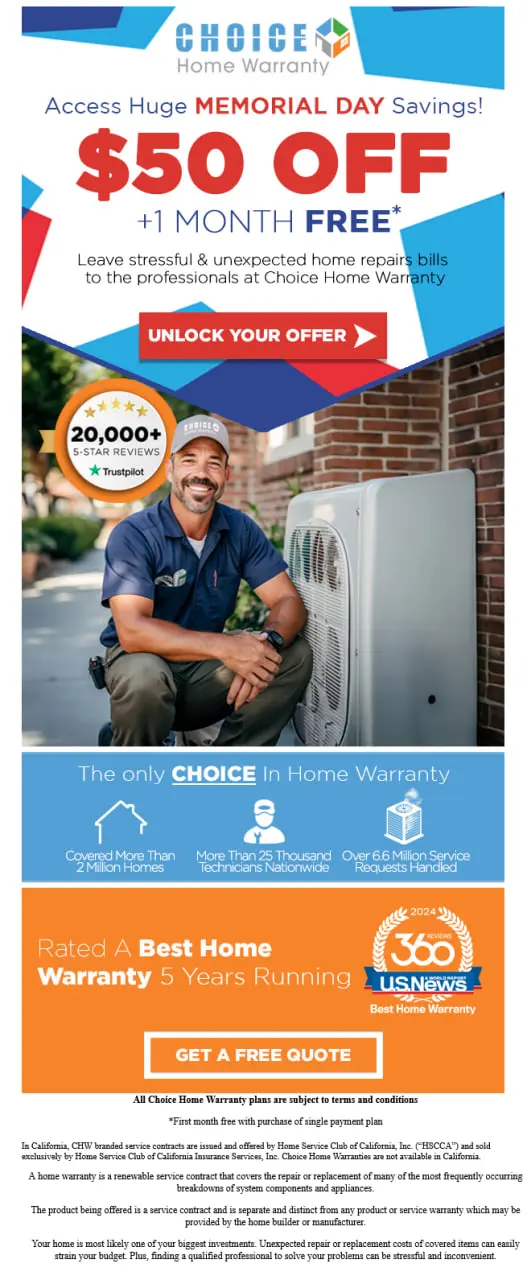 CHOICE
Home Warranty
Access Huge MEMORIAL DAY Savings!
$50 OFF
+1 MONTH FREE*
Leave stressful & unexpected home repairs bills
to the professionals at Choice Home Warranty
UNLOCK YOUR OFFER
20,000+
5-STAR REVIEWS
Trustpilot
CHOICE
Home Warranty
The only CHOICE In Home Warranty
Covered More Than
2 Million Homes
More Than 25 Thousand
Technicians Nationwide
Over 6.6 Million Service
Requests Handled
Rated A Best Home
Warranty 5 Years Running
2024
360
REVIEWS
A WORLD REPORT
U.S.News
Best Home Warranty
GET A FREE QUOTE
All Choice Home Warranty plans are subject to terms and conditions
*First month free with purchase of single payment plan
In California, CHW branded service contracts are issued and offered by Home Service Club of California, Inc. (“HSCCA”) and sold
exclusively by Home Service Club of California Insurance Services, Inc. Choice Home Warranties are not available in California.
A home warranty is a renewable service contract that covers the repair or replacement of many of the most frequently occurring
breakdowns of system components and appliances.
The product being offered is a service contract and is separate and distinct from any product or service warranty which may be
provided by the home builder or manufacturer.
Your home is most likely one of your biggest investments. Unexpected repair or replacement costs of covered items can easily
strain your budget. Plus, finding a qualified professional to solve your problems can be stressful and inconvenient.